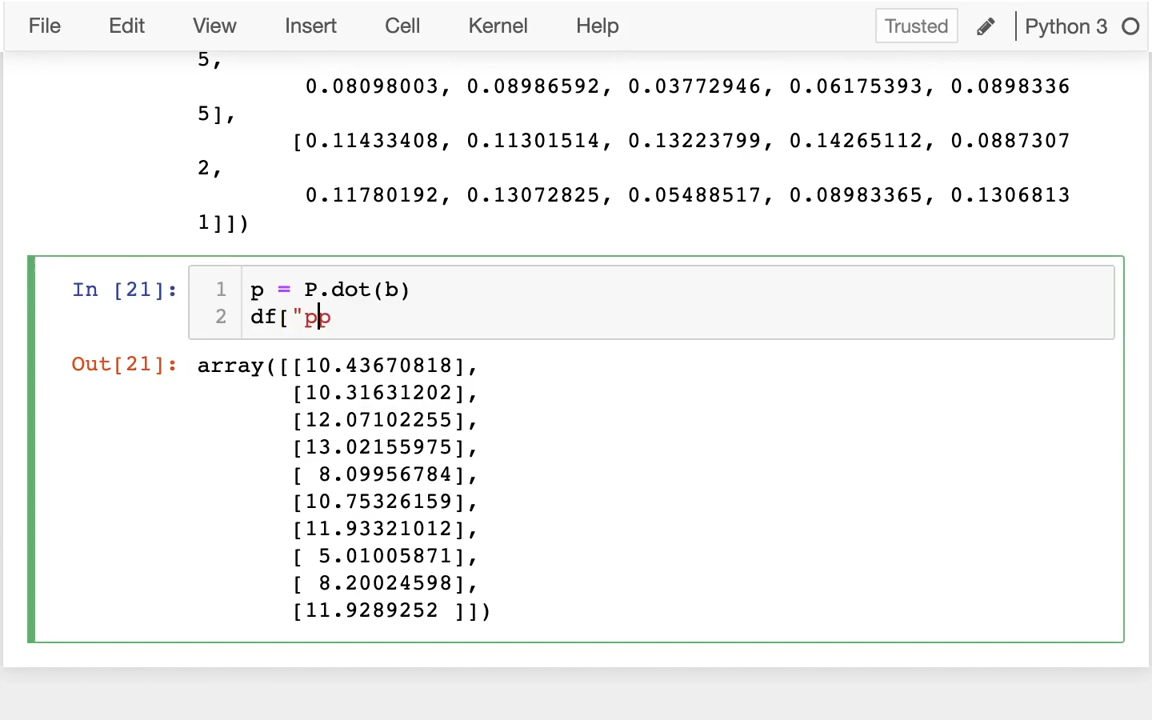 File Edit View Insert Cell Kernel Help Trusted Python 3
5,
0.08098003, 0.08986592, 0.03772946, 0.06175393, 0.0898336
5],
[0.11433408, 0.11301514, 0.13223799, 0.14265112, 0.0887307
2,
0.11780192, 0.13072825, 0.05488517, 0.08983365, 0.1306813
1]])
In [21]: 1 p = P.dot(b)
2 df["pp
Out[21]: array([[10.43670818],
[10.31631202],
[12.07102255],
[13.02155975],
[ 8.09956784],
[10.75326159],
[11.93321012],
[ 5.01005871],
[ 8.20024598],
[11.9289252 ]])